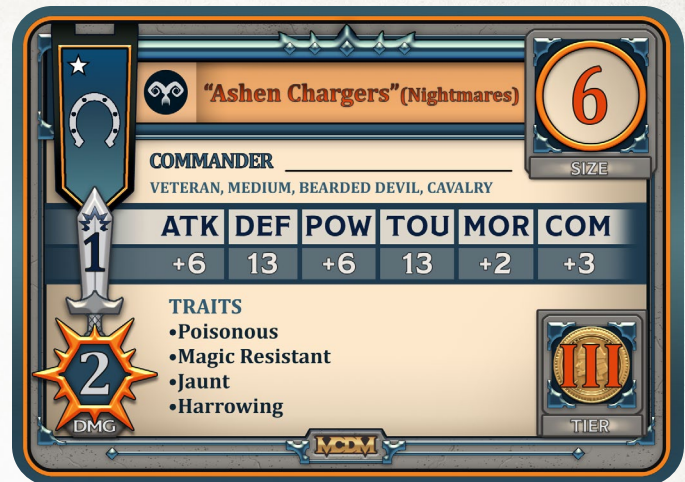 "Ashen Chargers"(Nightmares)
6
SIZE
COMMANDER
VETERAN, MEDIUM, BEARDED DEVIL, CAVALRY
ATK DEF POW TOU MOR COM
+6 13 +6 13 +2 +3
1
TRAITS
•Poisonous
•Magic Resistant
•Jaunt
•Harrowing
2
DMG
III
TIER
MCDM